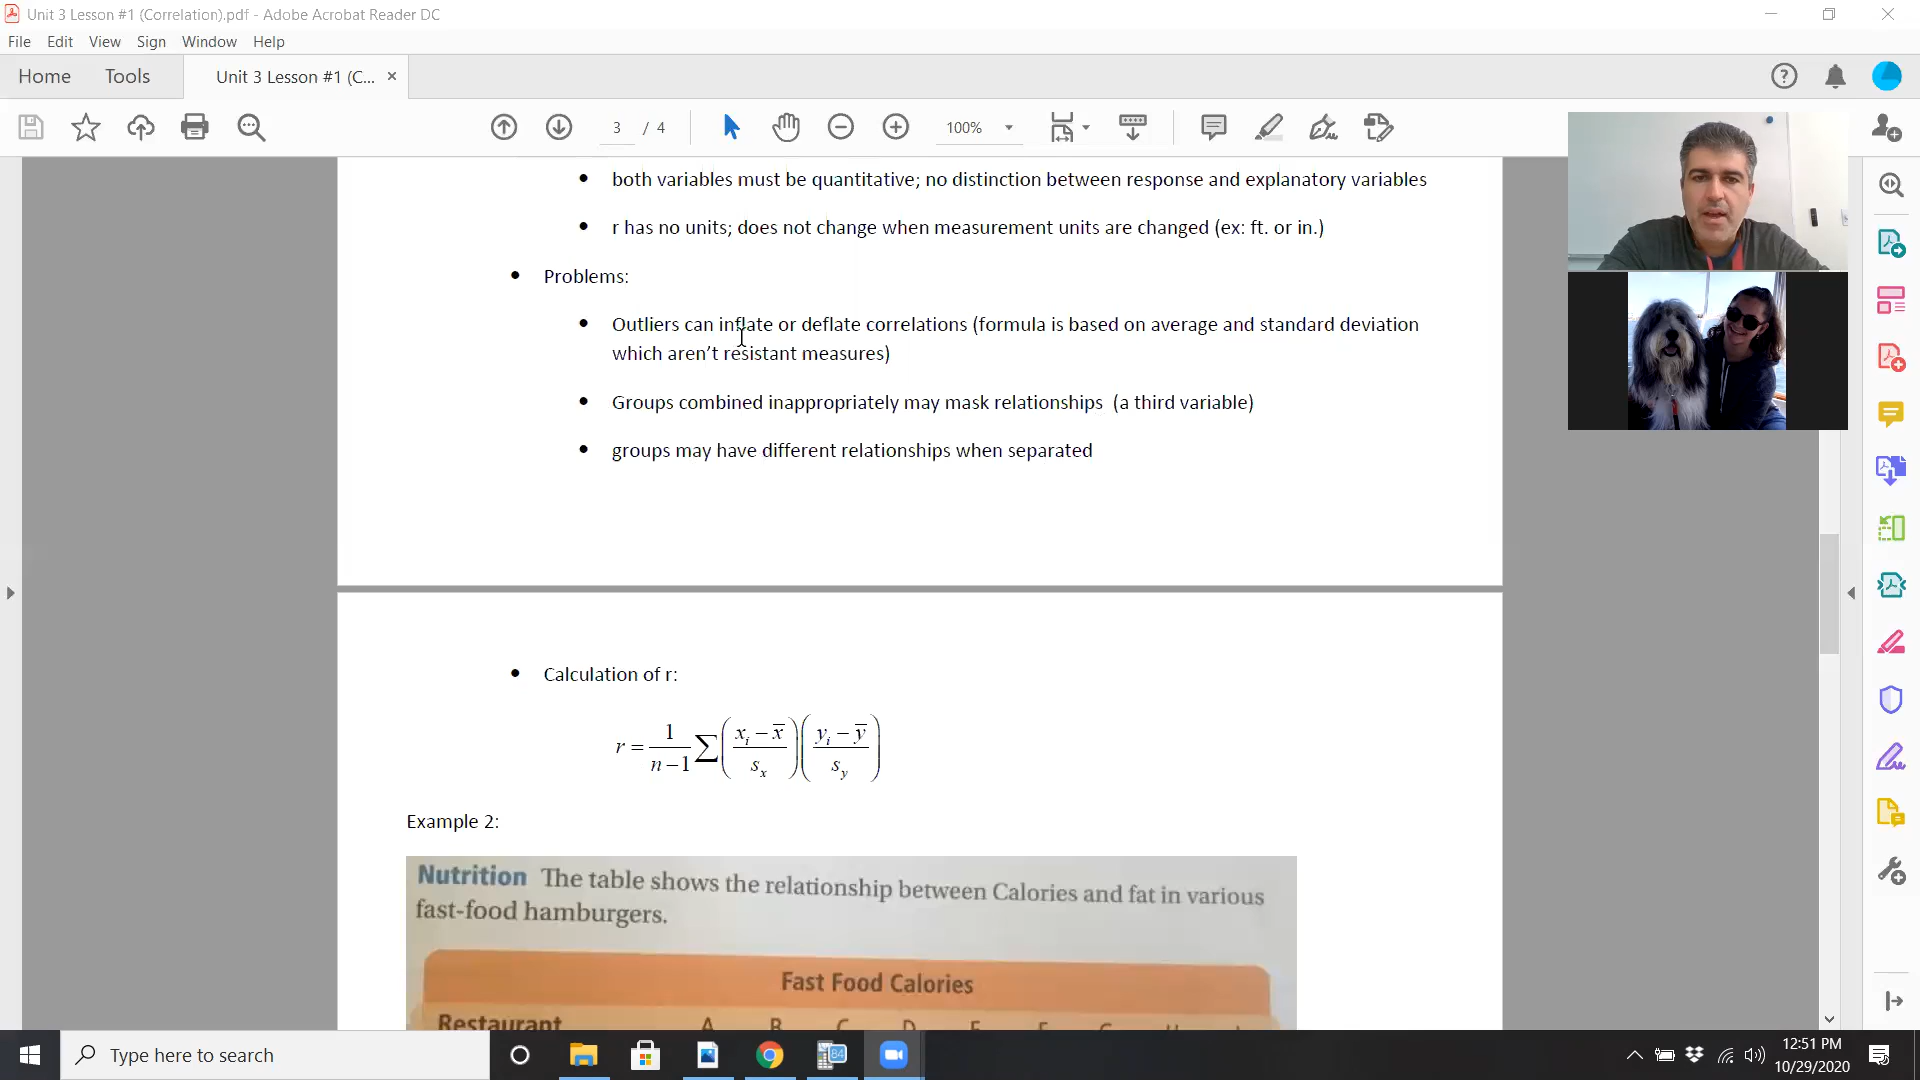 Unit 3 Lesson #1 (Correlation).pdf - Adobe Acrobat Reader DC
File Edit View Sign Window Help
Home Tools Unit 3 Lesson #1 (C... ×
3 / 4 100%
• both variables must be quantitative; no distinction between response and explanatory variables
• r has no units; does not change when measurement units are changed (ex: ft. or in.)
• Problems:
• Outliers can inflate or deflate correlations (formula is based on average and standard deviation
which aren’t resistant measures)
• Groups combined inappropriately may mask relationships (a third variable)
• groups may have different relationships when separated
• Calculation of r:
r = 1/(n−1) ∑ ((xᵢ − x̅)/sₓ) ((yᵢ − y̅)/s_y)
Example 2:
Nutrition The table shows the relationship between Calories and fat in various
fast-food hamburgers.
Fast Food Calories
Restaurant A B C D E F G
Type here to search
84
12:51 PM
10/29/2020